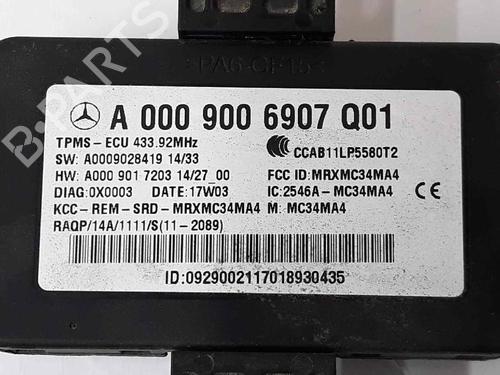 >PA6-GF15<
A 000 900 6907 Q01
TPMS-ECU 433.92MHz
CCAB11LP5580T2
SW: A0009028419 14/33
HW: A000 901 7203 14/27_00
FCC ID: MRXMC34MA4
DIAG:0X0003 DATE:17W03
IC:2546A-MC34MA4
CE
KCC-REM-SRD-MRXMC34MA4 M: MC34MA4
RAQP/14A/1111/S(11-2089)
ID:0929002117018930435